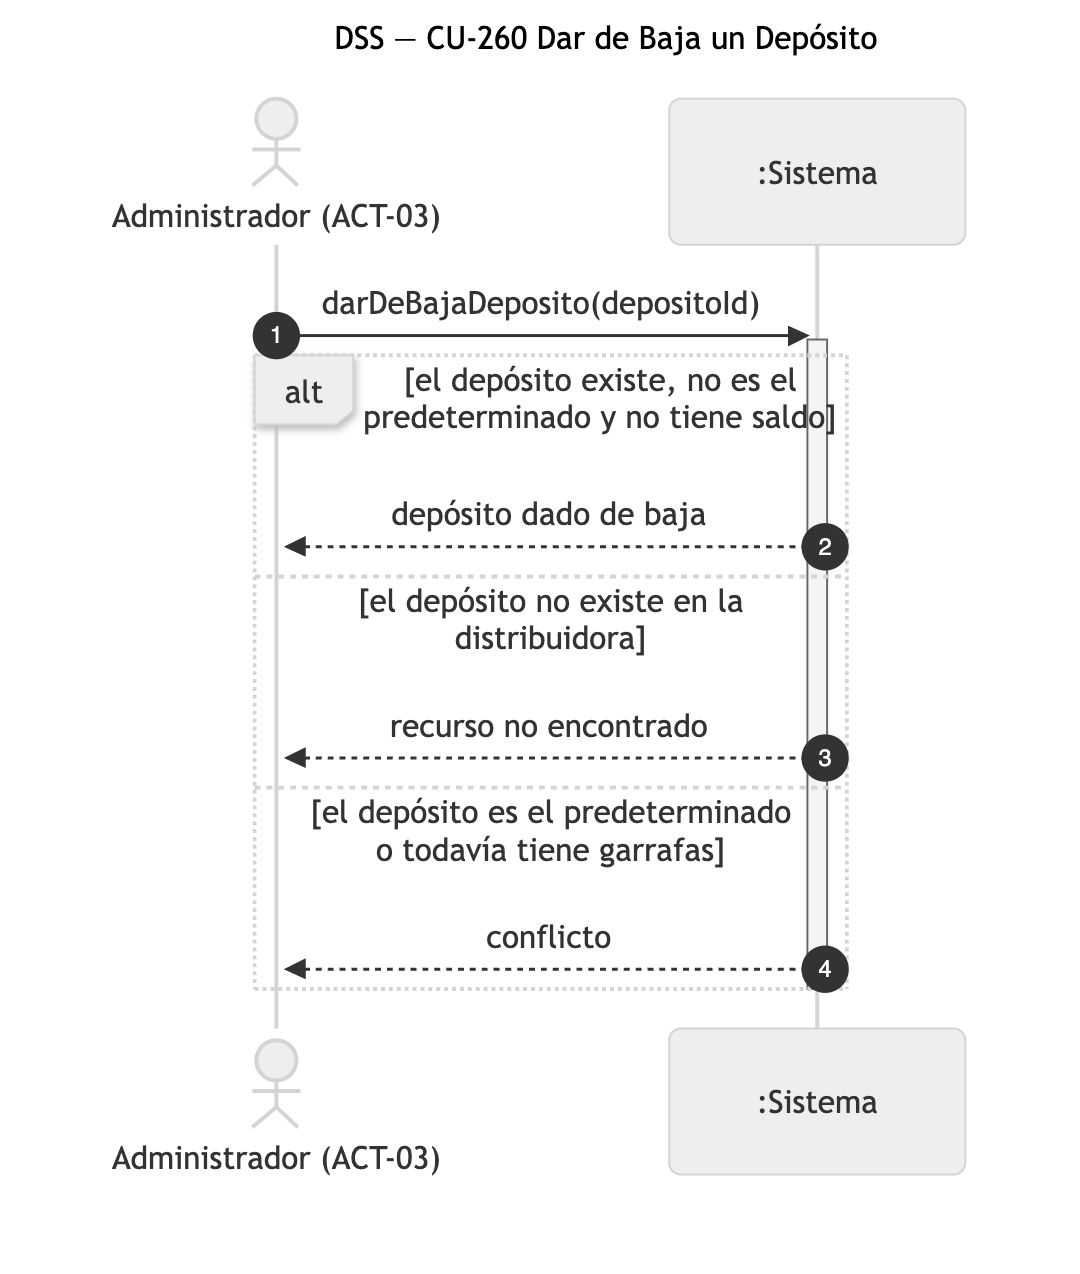 DSS — CU-260 Dar de Baja un Depósito
Administrador (ACT-03)
:Sistema
darDeBajaDeposito(depositoId)
1
alt
[el depósito existe, no es el
predeterminado y no tiene saldo]
depósito dado de baja
2
[el depósito no existe en la
distribuidora]
recurso no encontrado
3
[el depósito es el predeterminado
o todavía tiene garrafas]
conflicto
4
Administrador (ACT-03)
:Sistema